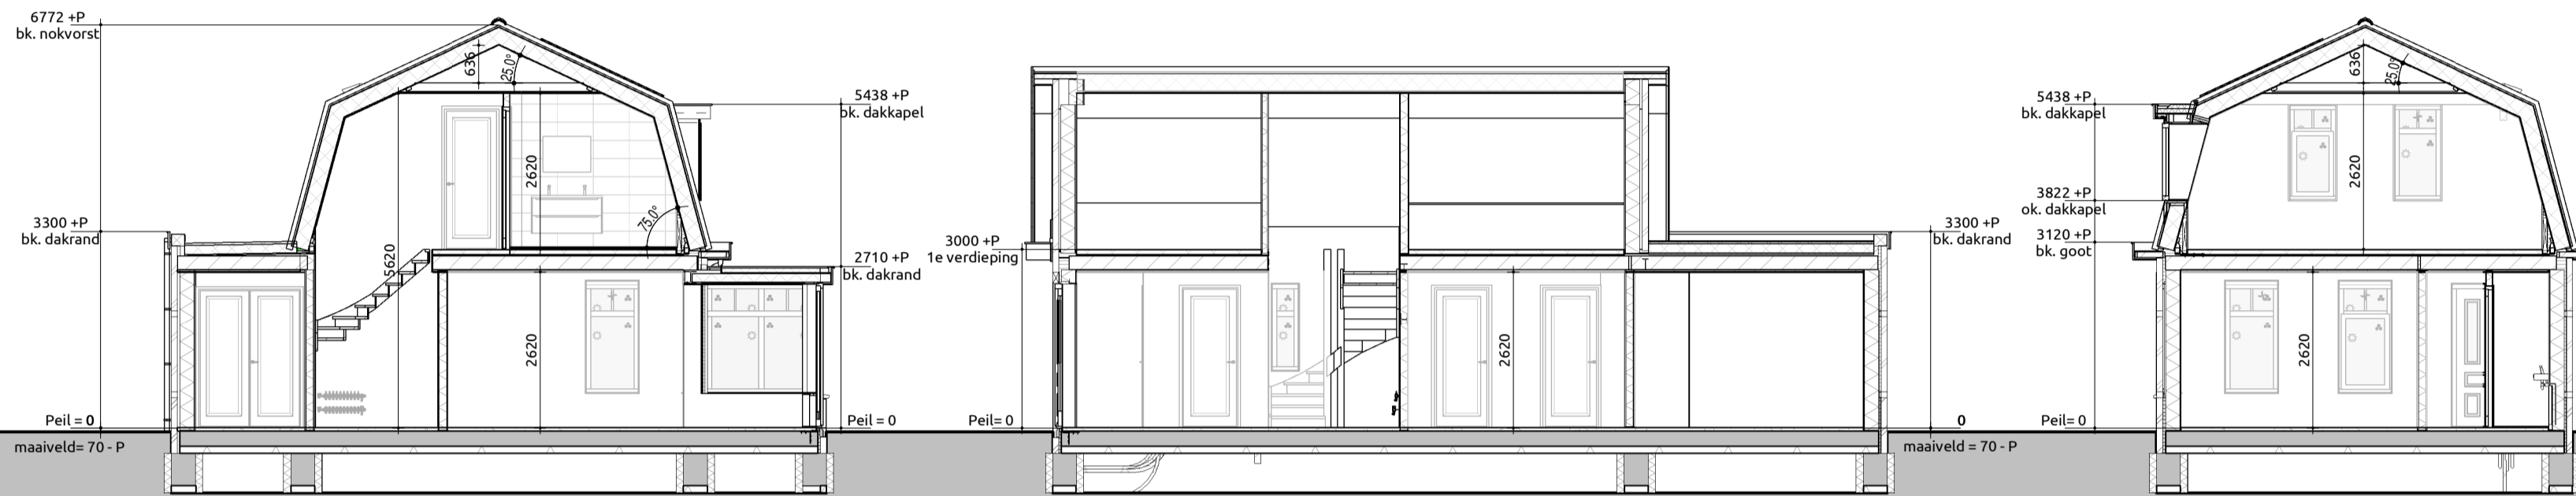 6772 +P
bk. nokvorst
636
25.0°
5438 +P
bk. dakkapel
2620
75.0°
3300 +P
bk. dakrand
5620
2710 +P
bk. dakrand
2620
Peil = 0
Peil = 0
maaiveld= 70 - P
3000 +P
1e verdieping
3300 +P
bk. dakrand
2620
Peil= 0
0
maaiveld = 70 - P
636
25.0°
5438 +P
bk. dakkapel
2620
3822 +P
ok. dakkapel
3120 +P
bk. goot
2620
Peil= 0